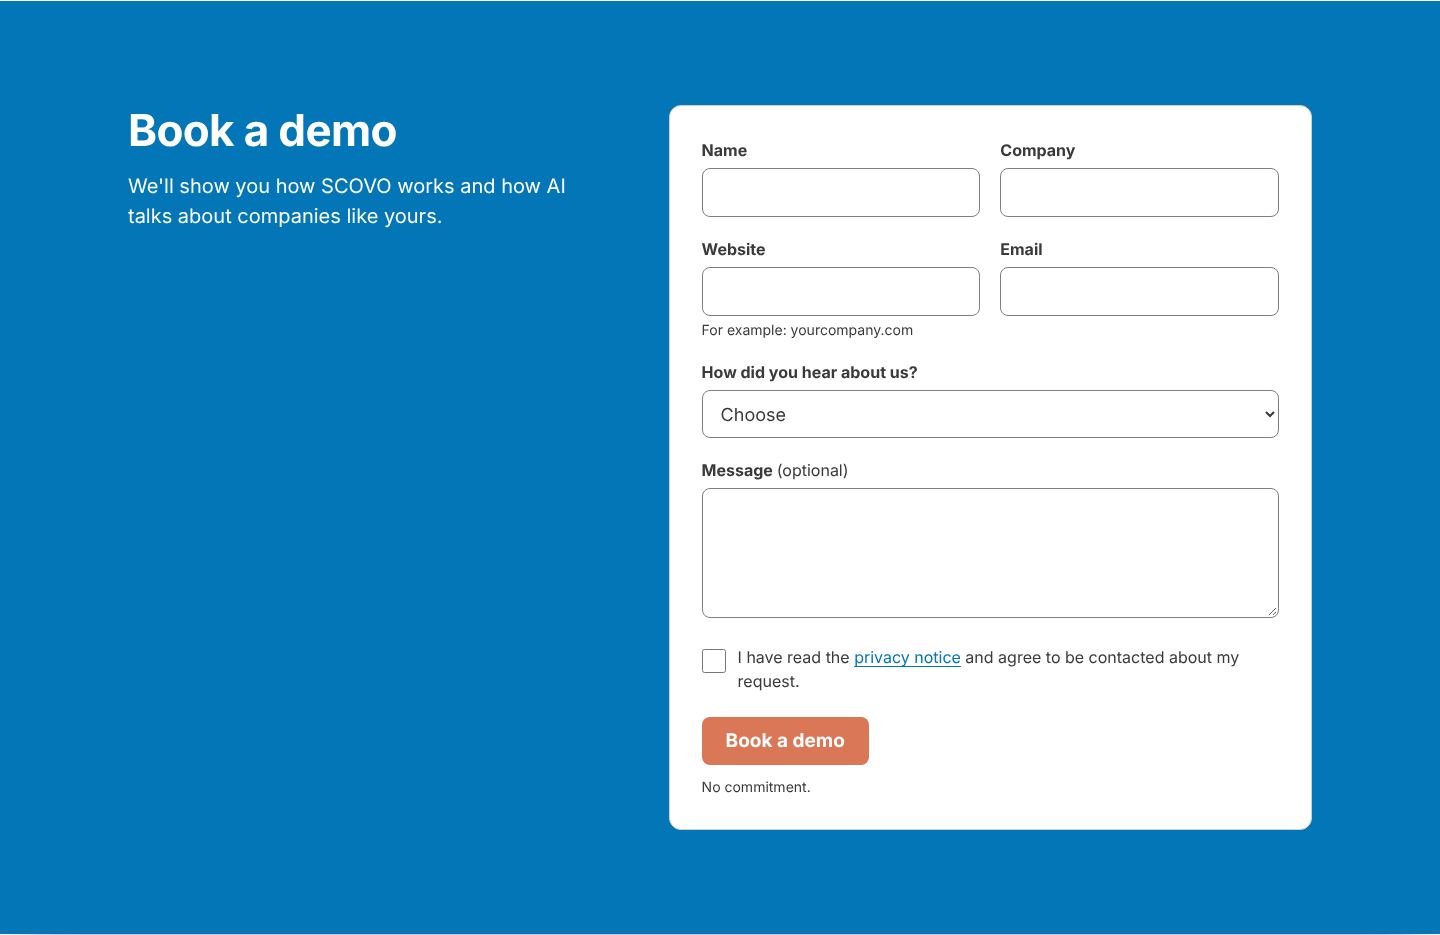 Book a demo
We'll show you how SCOVO works and how AI
talks about companies like yours.
Name
Company
Website
Email
For example: yourcompany.com
How did you hear about us?
Choose
Message (optional)
I have read the privacy notice and agree to be contacted about my
request.
Book a demo
No commitment.